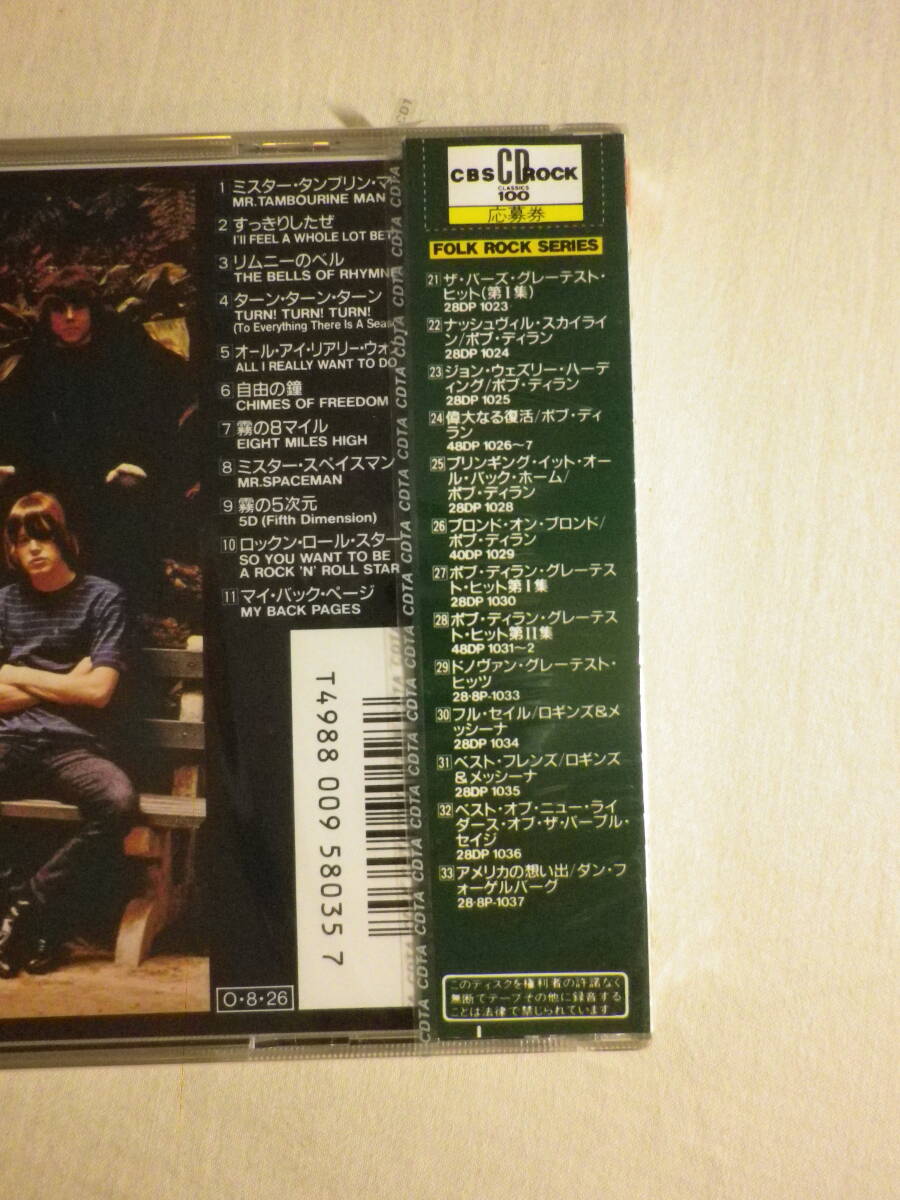 1 ミスター・タンブリン・マ
MR.TAMBOURINE MAN
2 すっきりしたぜ
I'll FEEL A WHOLE LOT BET
3 リムニーのベル
THE BELLS OF RHYMN
4 ターン・ターン・ターン
TURN! TURN! TURN!
(To Everything There Is A Seas
5 オール・アイ・リアリー・ウォ
ALL I REALLY WANT TO DO
6 自由の鐘
CHIMES OF FREEDOM
7 霧の8マイル
EIGHT MILES HIGH
8 ミスター・スペイスマン
MR.SPACEMAN
9 霧の5次元
5D (Fifth Dimension)
10 ロックン・ロール・スター
SO YOU WANT TO BE
A ROCK 'N' ROLL STAR
11 マイ・バック・ページ
MY BACK PAGES
T4988 009 58035 7
O・8・26
CDTA CDTA CDTA CDTA CDTA CDTA CDTA CDTA CDTA CDTA CDTA CDTA
CBS CD ROCK
CLASSICS
100
応募券
FOLK ROCK SERIES
21 ザ・バーズ・グレーテスト・
ヒット(第I集)
28DP 1023
22 ナッシュヴィル・スカイライ
ン/ボブ・ディラン
28DP 1024
23 ジョン・ウェズリー・ハーデ
ィング/ボブ・ディラン
28DP 1025
24 偉大なる復活/ボブ・ディ
ラン
48DP 1026〜7
25 ブリンギング・イット・オー
ル・バック・ホーム/
ボブ・ディラン
28DP 1028
26 ブロンド・オン・ブロンド/
ボブ・ディラン
40DP 1029
27 ボブ・ディラン・グレーテス
ト・ヒット第I集
28DP 1030
28 ボブ・ディラン・グレーテス
ト・ヒット第II集
48DP 1031〜2
29 ドノヴァン・グレーテスト・
ヒッツ
28・8P-1033
30 フル・セイル/ロギンズ&メ
ッシーナ
28DP 1034
31 ベスト・フレンズ/ロギンズ
&メッシーナ
28DP 1035
32 ベスト・オブ・ニュー・ライ
ダース・オブ・ザ・パープル・
セイジ
28DP 1036
33 アメリカの想い出/ダン・フ
ォーゲルバーグ
28・8P-1037
このディスクを権利者の許諾なく
無断でテープその他に録音する
ことは法律で禁じられています